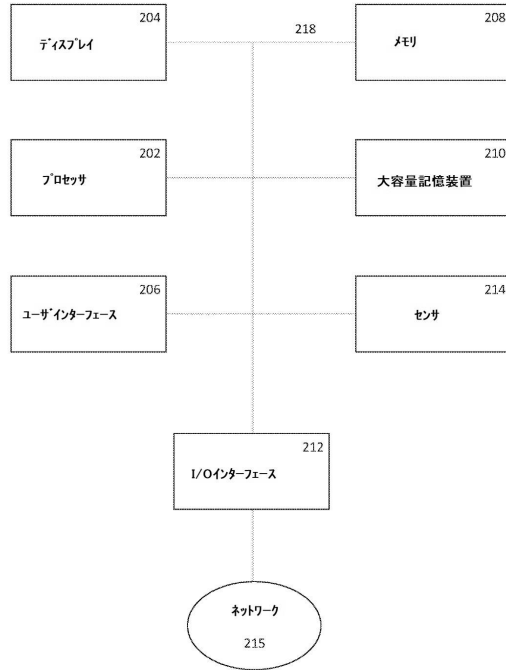 204
ディスプレイ
218
208
メモリ
202
プロセッサ
210
大容量記憶装置
206
ユーザインターフェース
214
センサ
212
I/Oインターフェース
ネットワーク
215